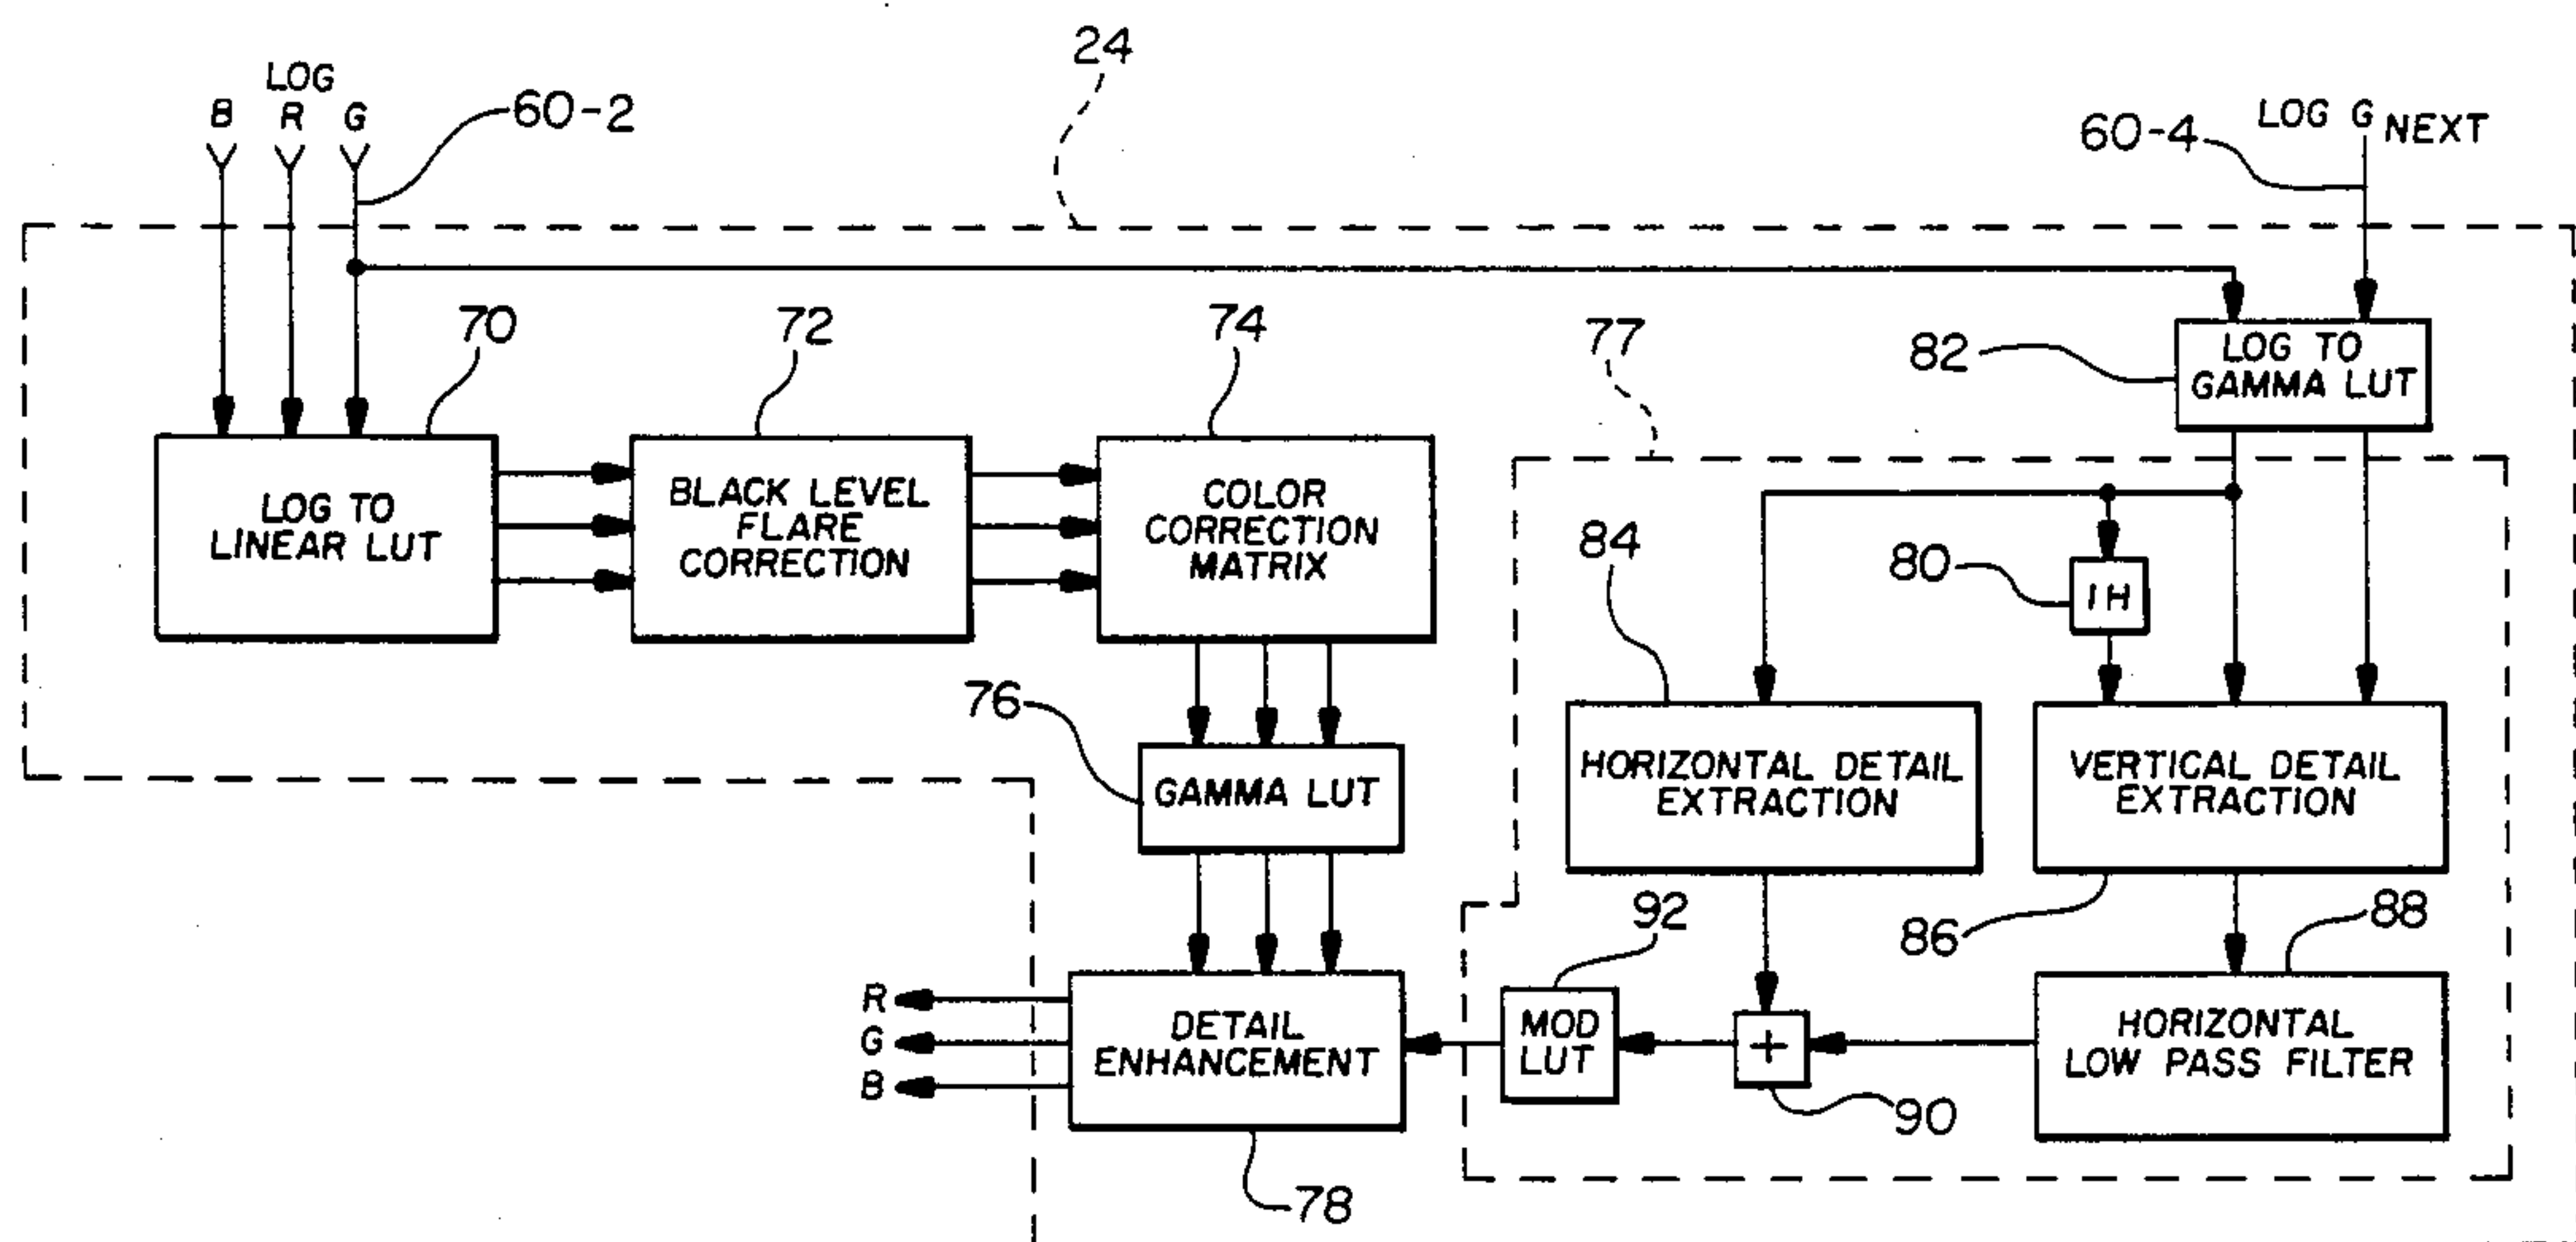 24
LOG
B R G
60-2
60-4
LOG G NEXT
70
72
74
77
82
LOG TO
GAMMA LUT
LOG TO
LINEAR LUT
BLACK LEVEL
FLARE
CORRECTION
COLOR
CORRECTION
MATRIX
84
80
1H
76
GAMMA LUT
HORIZONTAL DETAIL
EXTRACTION
VERTICAL DETAIL
EXTRACTION
92
86
88
R
G
B
DETAIL
ENHANCEMENT
MOD
LUT
+
HORIZONTAL
LOW PASS FILTER
90
78